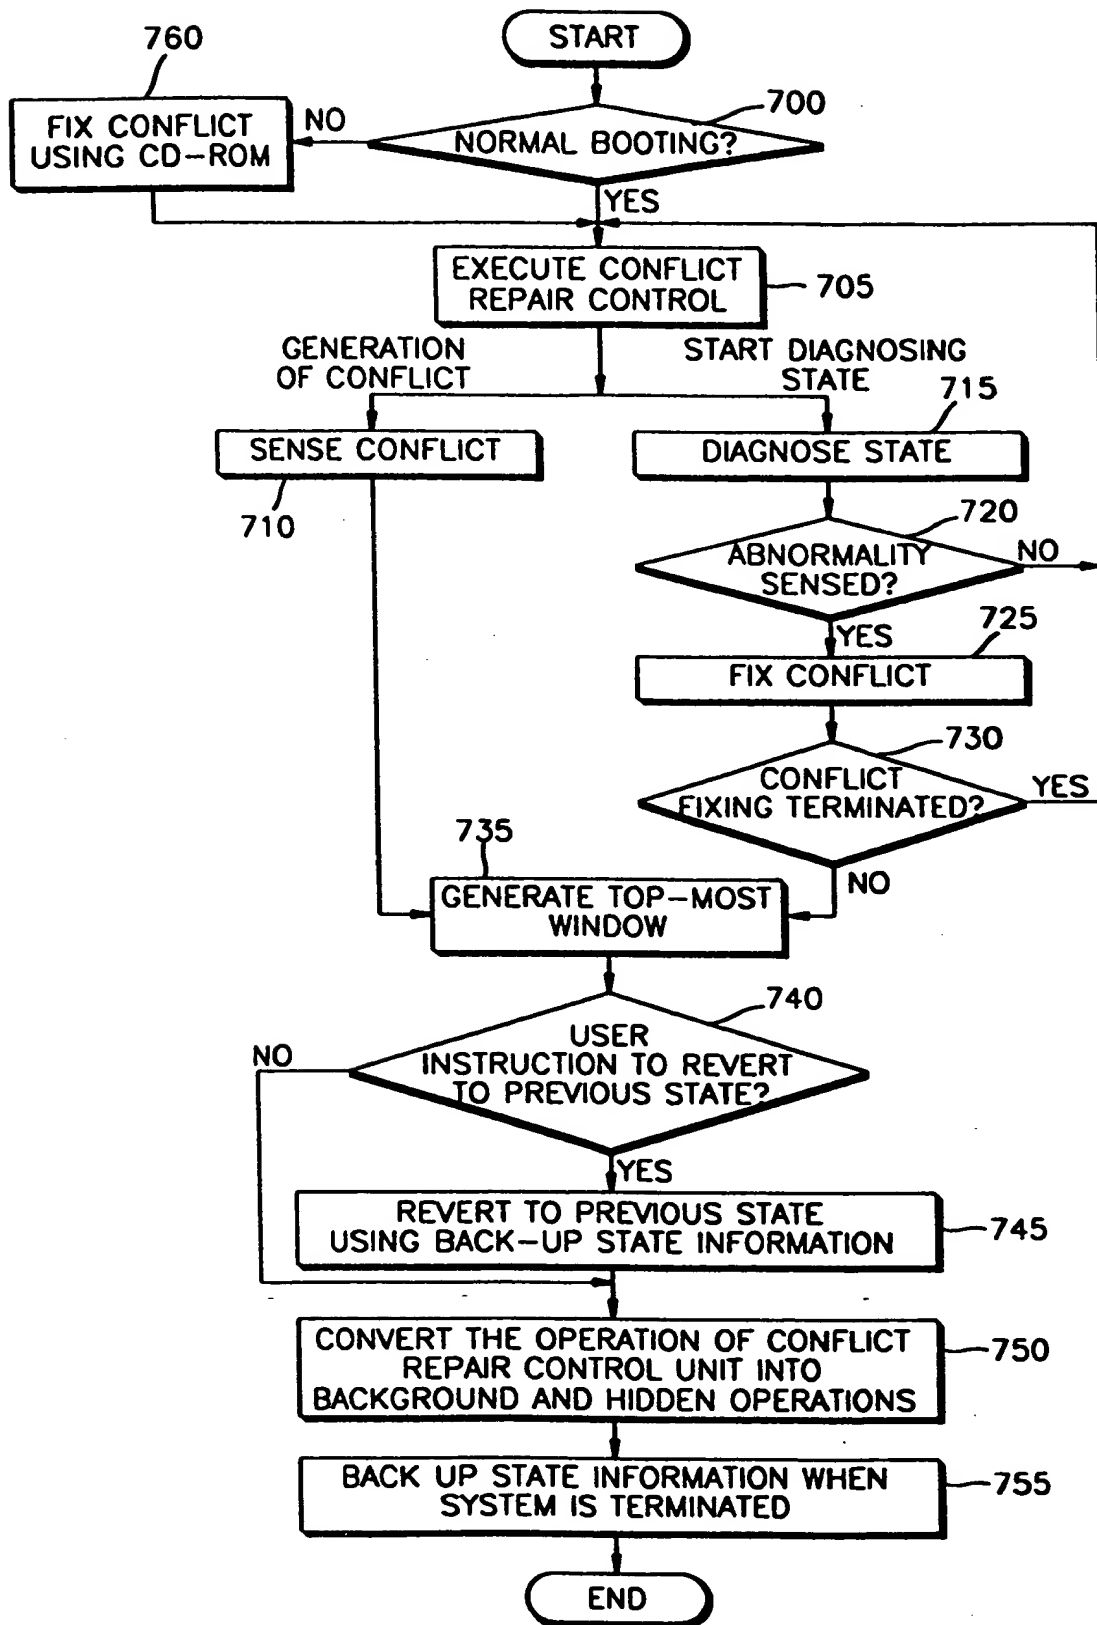 START
760
700
FIX CONFLICT
USING CD-ROM
NO
NORMAL BOOTING?
YES
EXECUTE CONFLICT
REPAIR CONTROL
705
GENERATION
OF CONFLICT
START DIAGNOSING
STATE
715
SENSE CONFLICT
DIAGNOSE STATE
710
720
ABNORMALITY
SENSED?
NO
YES
725
FIX CONFLICT
730
CONFLICT
FIXING TERMINATED?
YES
NO
735
GENERATE TOP-MOST
WINDOW
740
USER
INSTRUCTION TO REVERT
TO PREVIOUS STATE?
NO
YES
REVERT TO PREVIOUS STATE
USING BACK-UP STATE INFORMATION
745
CONVERT THE OPERATION OF CONFLICT
REPAIR CONTROL UNIT INTO
BACKGROUND AND HIDDEN OPERATIONS
750
BACK UP STATE INFORMATION WHEN
SYSTEM IS TERMINATED
755
END